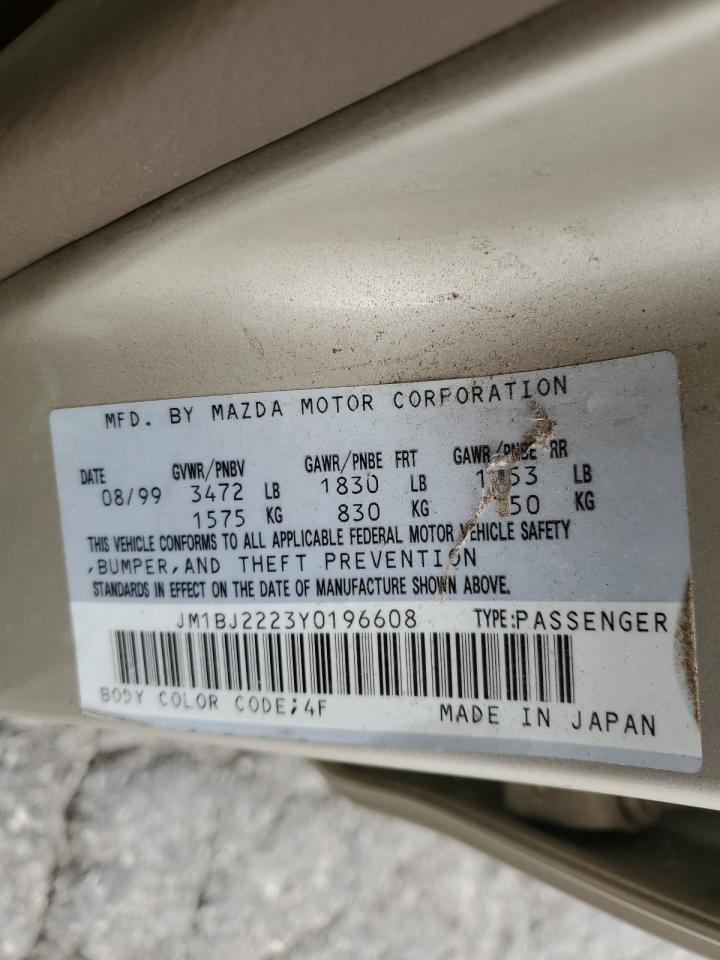 MFD. BY MAZDA MOTOR CORPORATION
DATE GVWR/PNBV GAWR/PNBE FRT GAWR/PNBE RR
08/99 3472 LB 1830 LB LB
1575 KG 830 KG KG
THIS VEHICLE CONFORMS TO ALL APPLICABLE FEDERAL MOTOR VEHICLE SAFETY
,BUMPER,AND THEFT PREVENTION
STANDARDS IN EFFECT ON THE DATE OF MANUFACTURE SHOWN ABOVE.
JM1BJ2223Y0196608 TYPE:PASSENGER
BODY COLOR CODE;4F MADE IN JAPAN